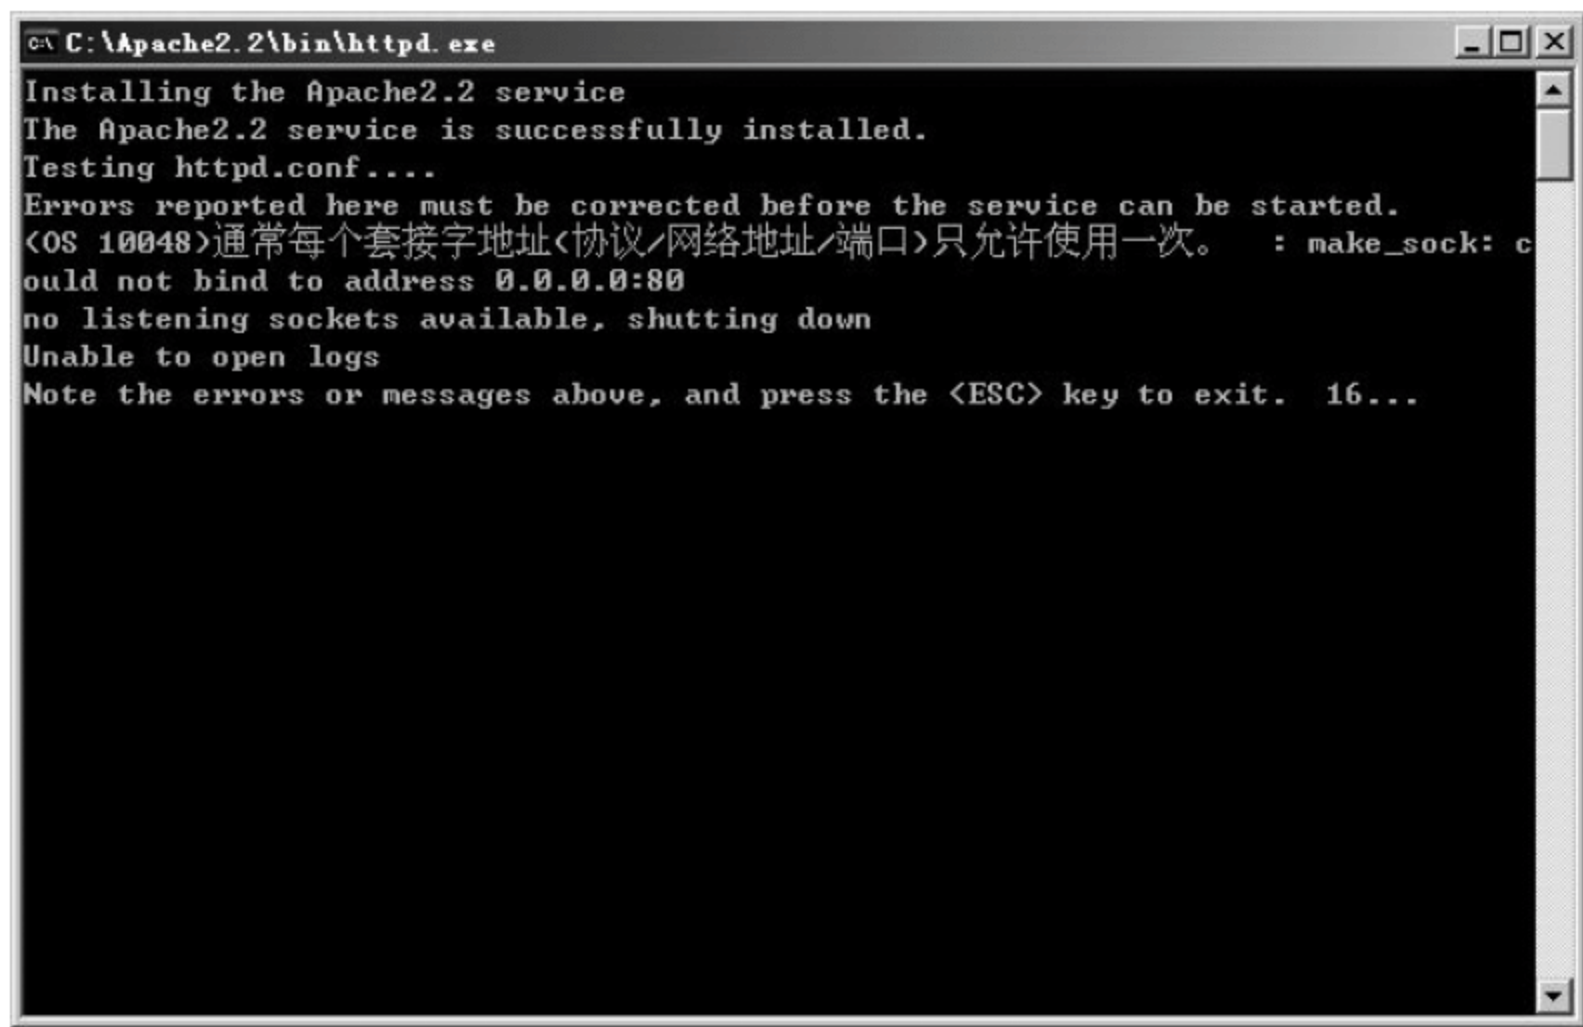 C:\Apache2.2\bin\httpd.exe
Installing the Apache2.2 service
The Apache2.2 service is successfully installed.
Testing httpd.conf....
Errors reported here must be corrected before the service can be started.
(OS 10048)通常每个套接字地址(协议/网络地址/端口)只允许使用一次。  : make_sock: c
ould not bind to address 0.0.0.0:80
no listening sockets available, shutting down
Unable to open logs
Note the errors or messages above, and press the <ESC> key to exit.  16...